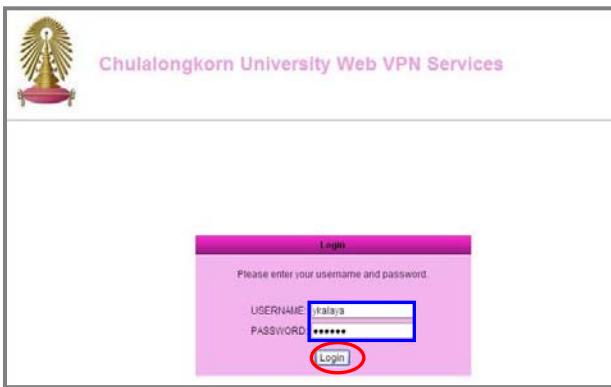 Chulalongkorn University Web VPN Services
Login
Please enter your username and password.
USERNAME: ykalaya
PASSWORD: ••••••
Login